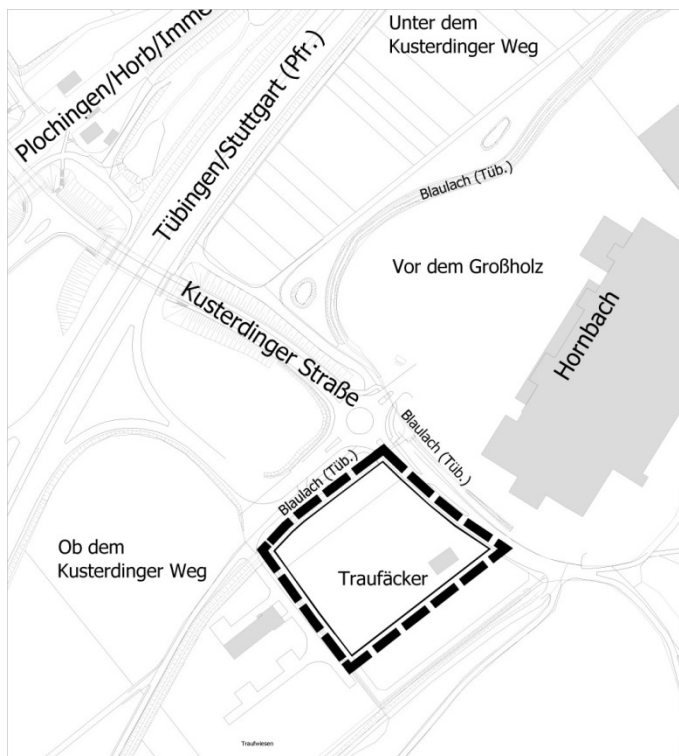 Unter dem
Kusterdinger Weg
Plochingen/Horb/Imme
Tübingen/Stuttgart (Pfr.)
Blaulach (Tüb.)
Vor dem Großholz
Kusterdinger Straße
Hornbach
Blaulach (Tüb.)
Blaulach (Tüb.)
Ob dem
Kusterdinger Weg
Traufäcker
Traufwiesen